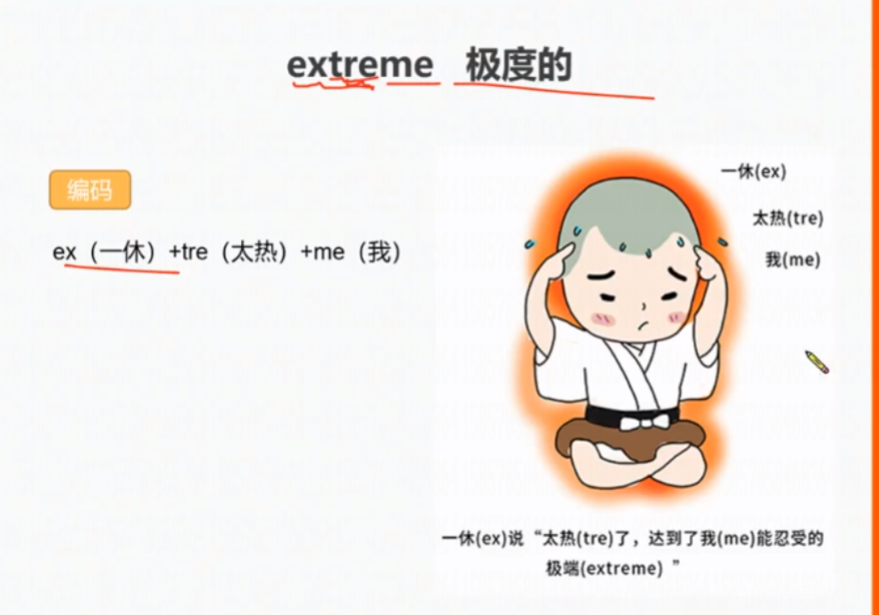 extreme 极度的
编码
ex（一休）+tre（太热）+me（我）
一休(ex)
太热(tre)
我(me)
一休(ex)说“太热(tre)了，达到了我(me)能忍受的
极端(extreme) ”